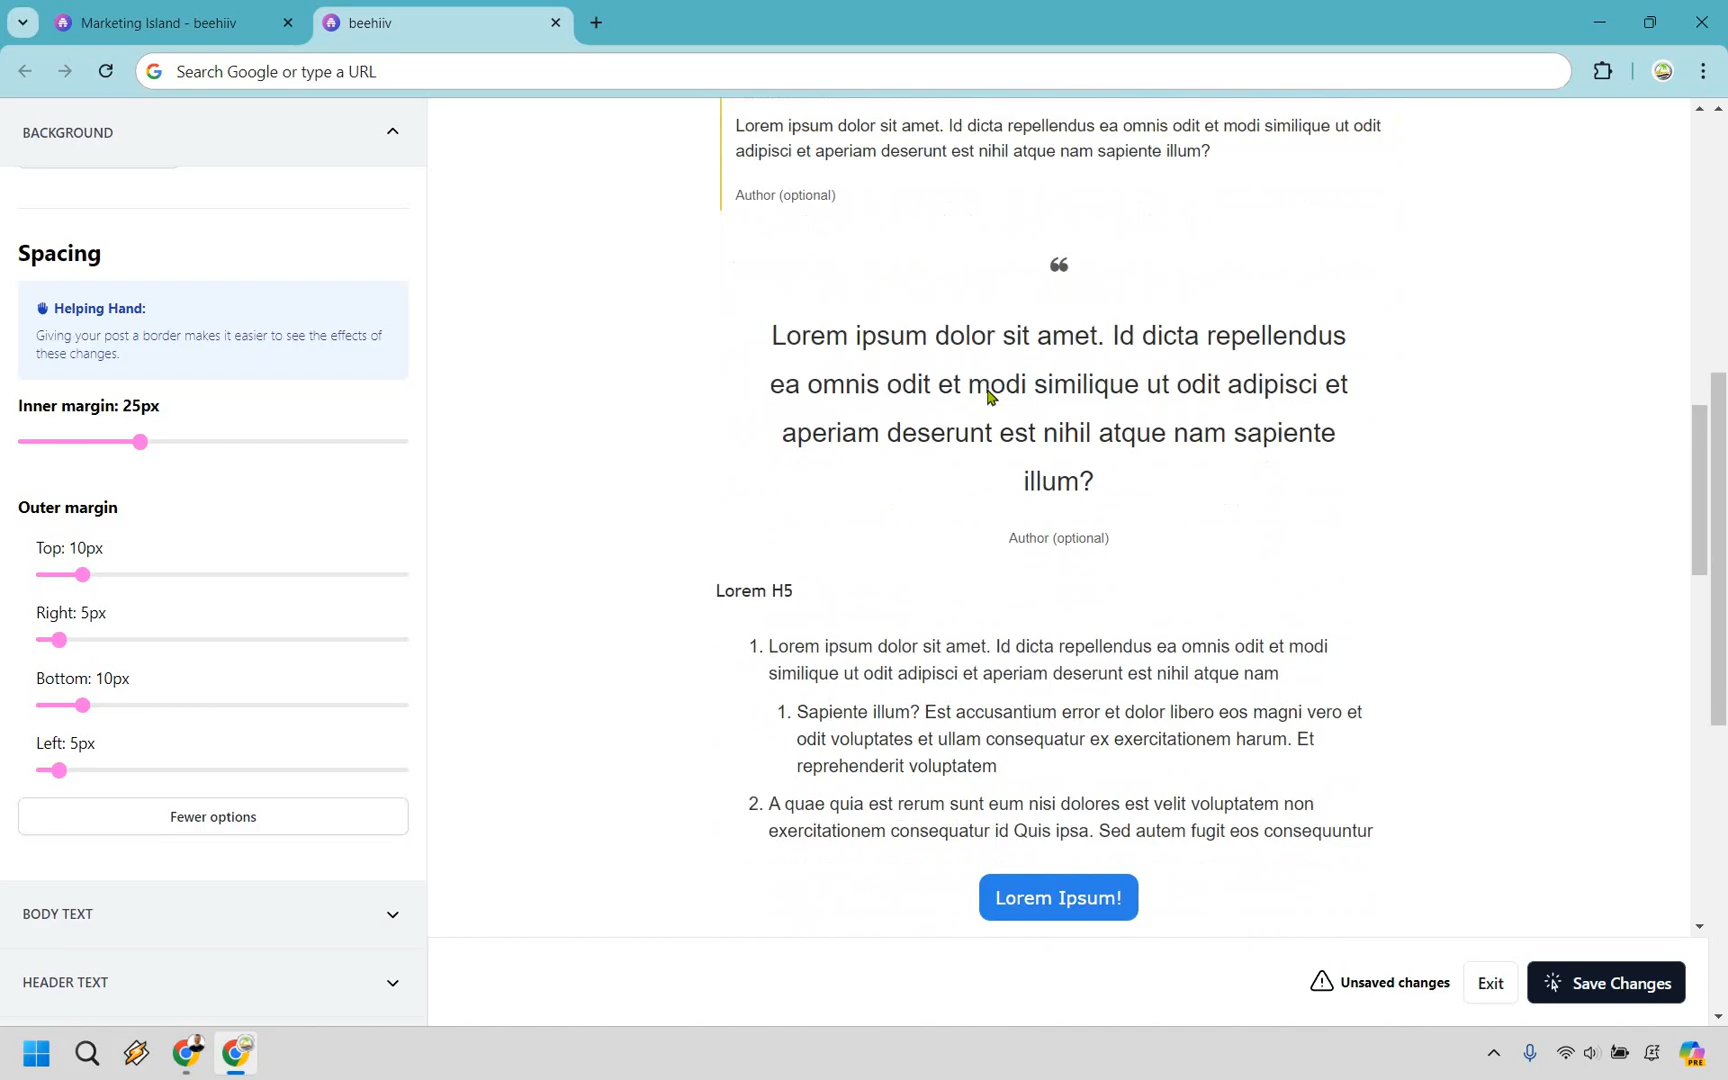 Marketing Island - beehiiv
beehiiv
Search Google or type a URL
BACKGROUND
Spacing
Helping Hand:
Giving your post a border makes it easier to see the effects of
these changes.
Inner margin: 25px
Outer margin
Top: 10px
Right: 5px
Bottom: 10px
Left: 5px
Fewer options
BODY TEXT
HEADER TEXT
Lorem ipsum dolor sit amet. Id dicta repellendus ea omnis odit et modi similique ut odit
adipisci et aperiam deserunt est nihil atque nam sapiente illum?
Author (optional)
❝
Lorem ipsum dolor sit amet. Id dicta repellendus
ea omnis odit et modi similique ut odit adipisci et
aperiam deserunt est nihil atque nam sapiente
illum?
Author (optional)
Lorem H5
1. Lorem ipsum dolor sit amet. Id dicta repellendus ea omnis odit et modi
similique ut odit adipisci et aperiam deserunt est nihil atque nam
1. Sapiente illum? Est accusantium error et dolor libero eos magni vero et
odit voluptates et ullam consequatur ex exercitationem harum. Et
reprehenderit voluptatem
2. A quae quia est rerum sunt eum nisi dolores est velit voluptatem non
exercitationem consequatur id Quis ipsa. Sed autem fugit eos consequuntur
Lorem Ipsum!
Unsaved changes
Exit
Save Changes
PRE